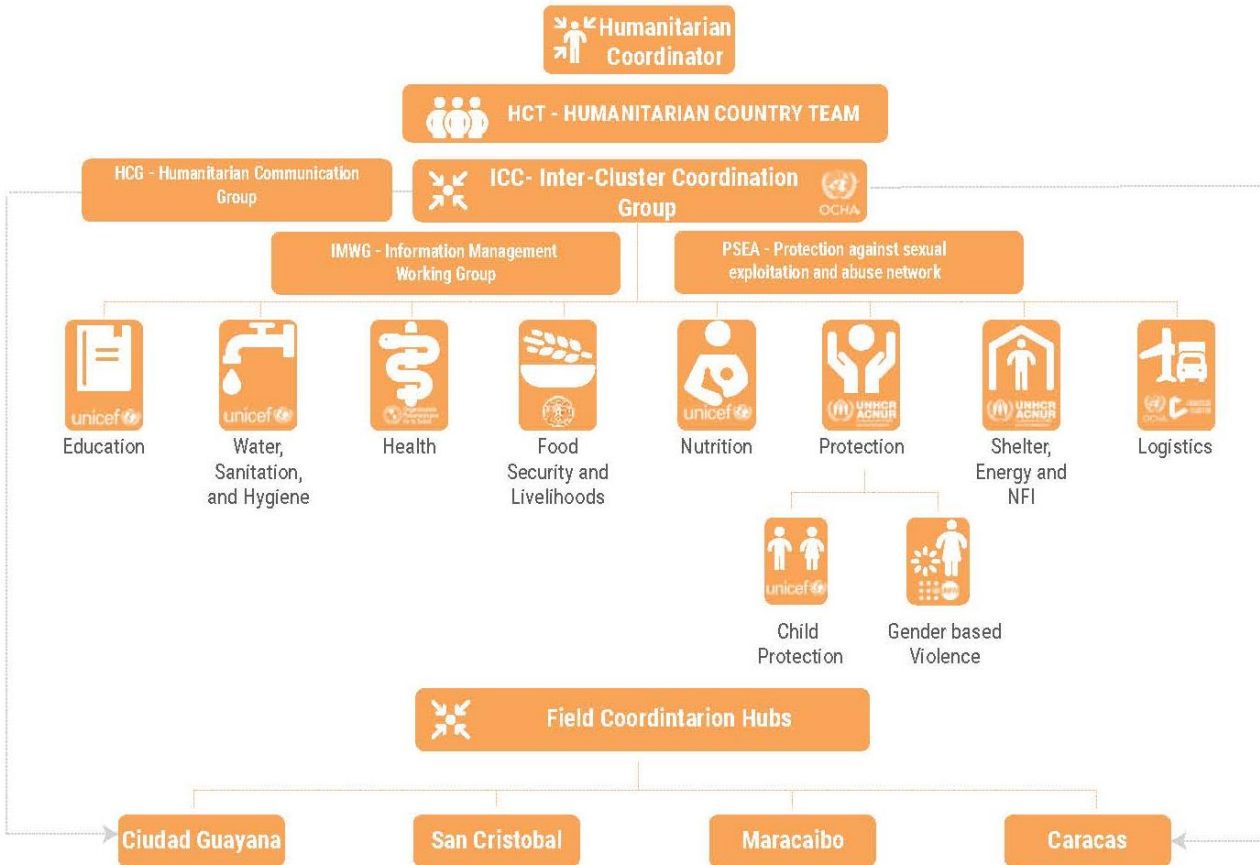 Humanitarian
Coordinator
HCT - HUMANITARIAN COUNTRY TEAM
HCG - Humanitarian Communication
Group
ICC- Inter-Cluster Coordination
Group
OCHA
IMWG - Information Management
Working Group
PSEA - Protection against sexual
exploitation and abuse network
unicef
Education
unicef
Water,
Sanitation,
and Hygiene
Health
Food
Security and
Livelihoods
unicef
Nutrition
UNHCR
ACNUR
Protection
UNHCR
ACNUR
Shelter,
Energy and
NFI
OCHA
Logistics
unicef
Child
Protection
Gender based
Violence
Field Coordintarion Hubs
Ciudad Guayana
San Cristobal
Maracaibo
Caracas